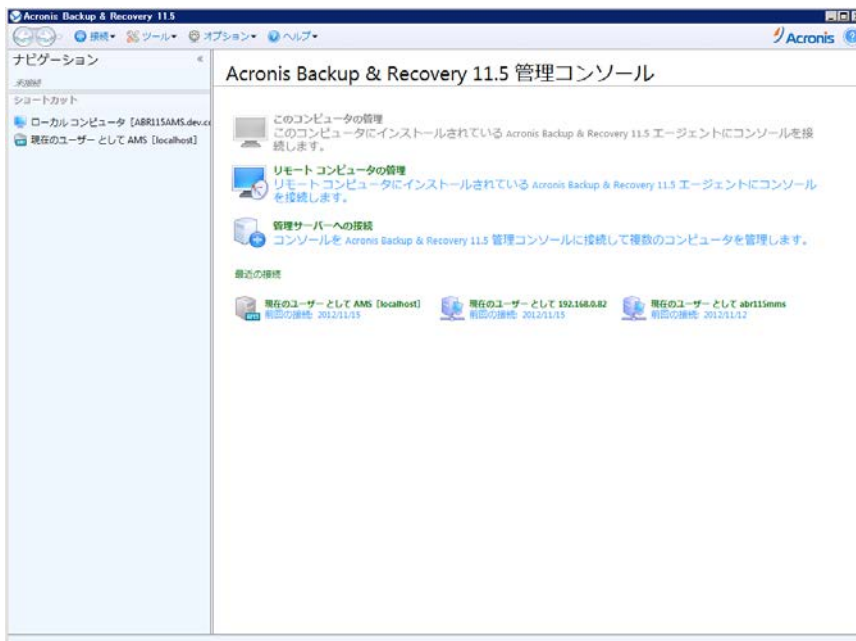 Acronis Backup & Recovery 11.5
接続 ツール オプション ヘルプ
Acronis
ナビゲーション
未接続
ショートカット
ローカル コンピュータ [ABR115AMS.dev.cc
現在のユーザー として AMS [localhost]
Acronis Backup & Recovery 11.5 管理コンソール
このコンピュータの管理
このコンピュータにインストールされている Acronis Backup & Recovery 11.5 エージェントにコンソールを接
続します。
リモート コンピュータの管理
リモート コンピュータにインストールされている Acronis Backup & Recovery 11.5 エージェントにコンソール
を接続します。
管理サーバーへの接続
コンソールを Acronis Backup & Recovery 11.5 管理コンソールに接続して複数のコンピュータを管理します。
最近の接続
現在のユーザー として AMS [localhost]
前回の接続: 2012/11/15
現在のユーザー として 192.168.0.82
前回の接続: 2012/11/15
現在のユーザー として abr115mms
前回の接続: 2012/11/12